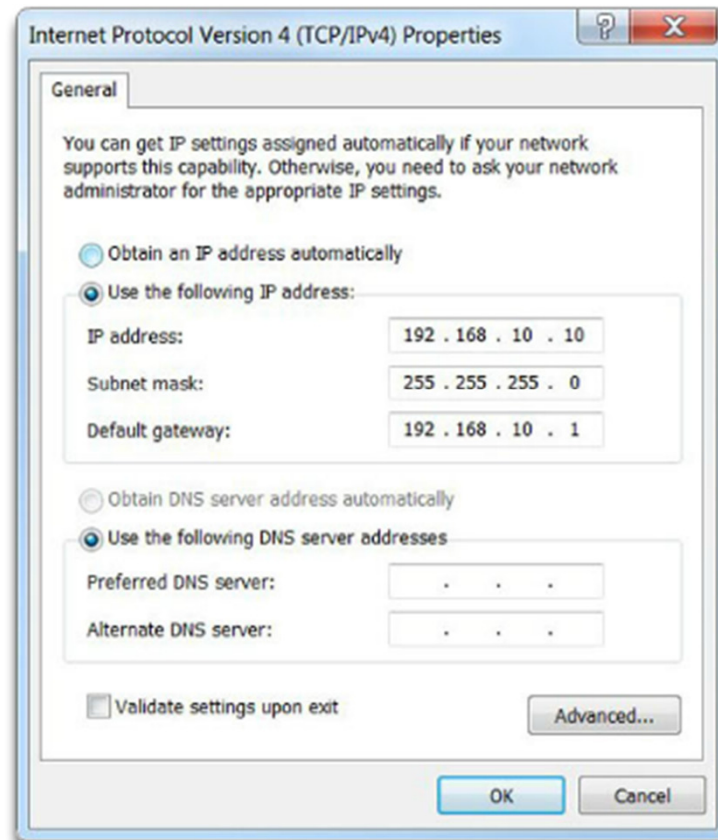 Internet Protocol Version 4 (TCP/IPv4) Properties
General
You can get IP settings assigned automatically if your network
supports this capability. Otherwise, you need to ask your network
administrator for the appropriate IP settings.
Obtain an IP address automatically
Use the following IP address:
IP address: 192 . 168 . 10 . 10
Subnet mask: 255 . 255 . 255 . 0
Default gateway: 192 . 168 . 10 . 1
Obtain DNS server address automatically
Use the following DNS server addresses
Preferred DNS server: . . .
Alternate DNS server: . . .
Validate settings upon exit
Advanced...
OK Cancel